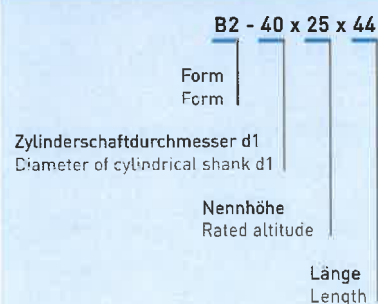 B2 - 40 x 25 x 44
Form
Form
Zylinderschaftdurchmesser d1
Diameter of cylindrical shank d1
Nennhöhe
Rated altitude
Länge
Length